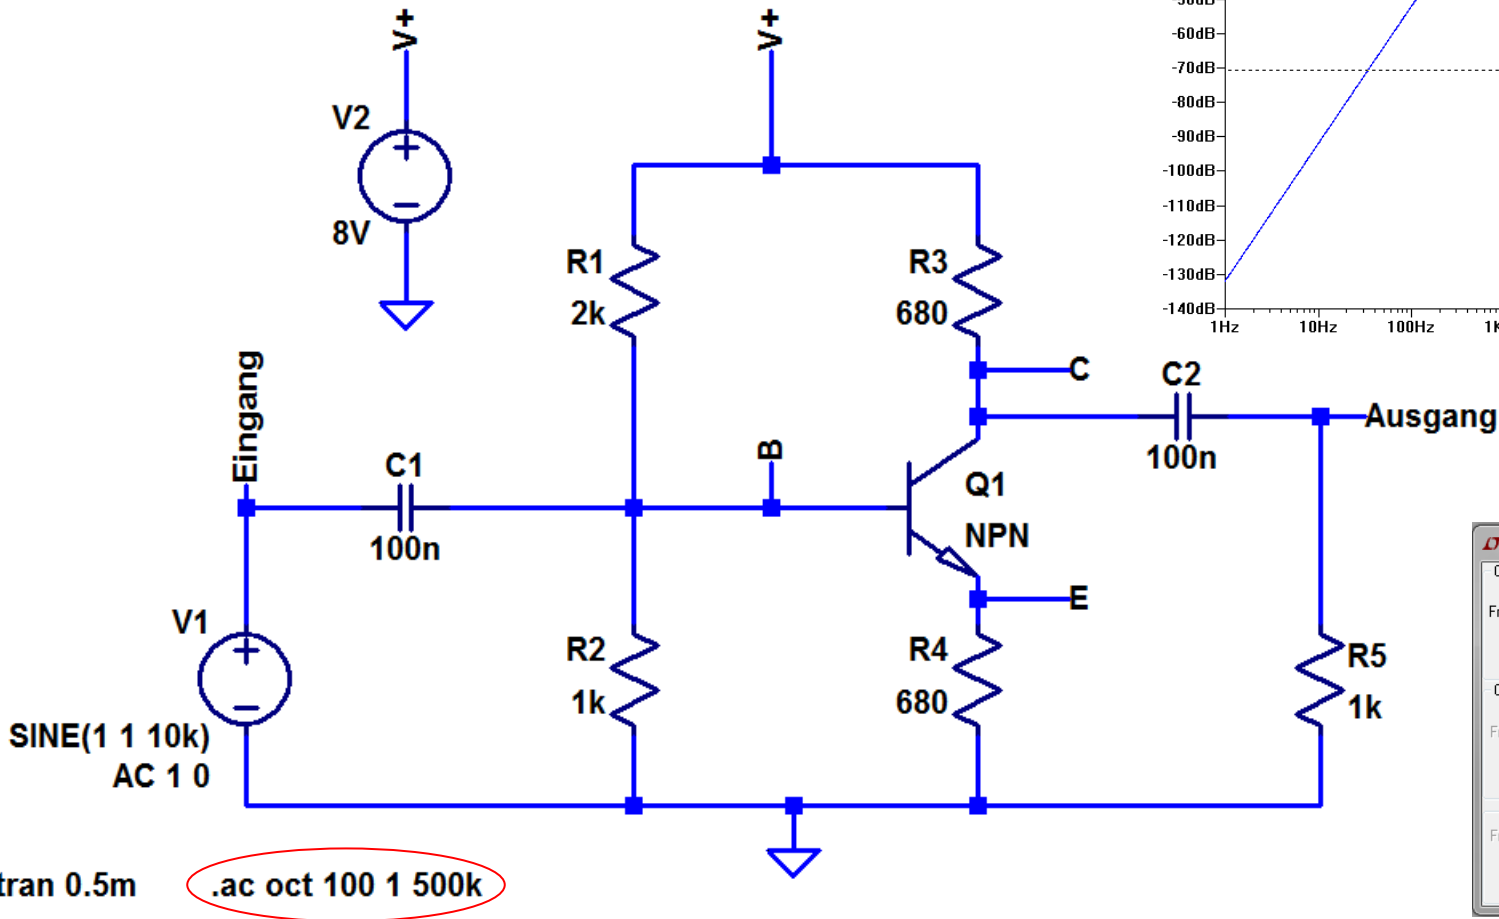 V+
V+
V2
8V
R1
2k
R3
680
-60dB
-70dB
-80dB
-90dB
-100dB
-110dB
-120dB
-130dB
-140dB
1Hz
10Hz
100Hz
Eingang
C1
100n
B
C
C2
100n
Ausgang
Q1
NPN
E
V1
SINE(1 1 10k)
AC 1 0
R2
1k
R4
680
R5
1k
tran 0.5m
.ac oct 100 1 500k